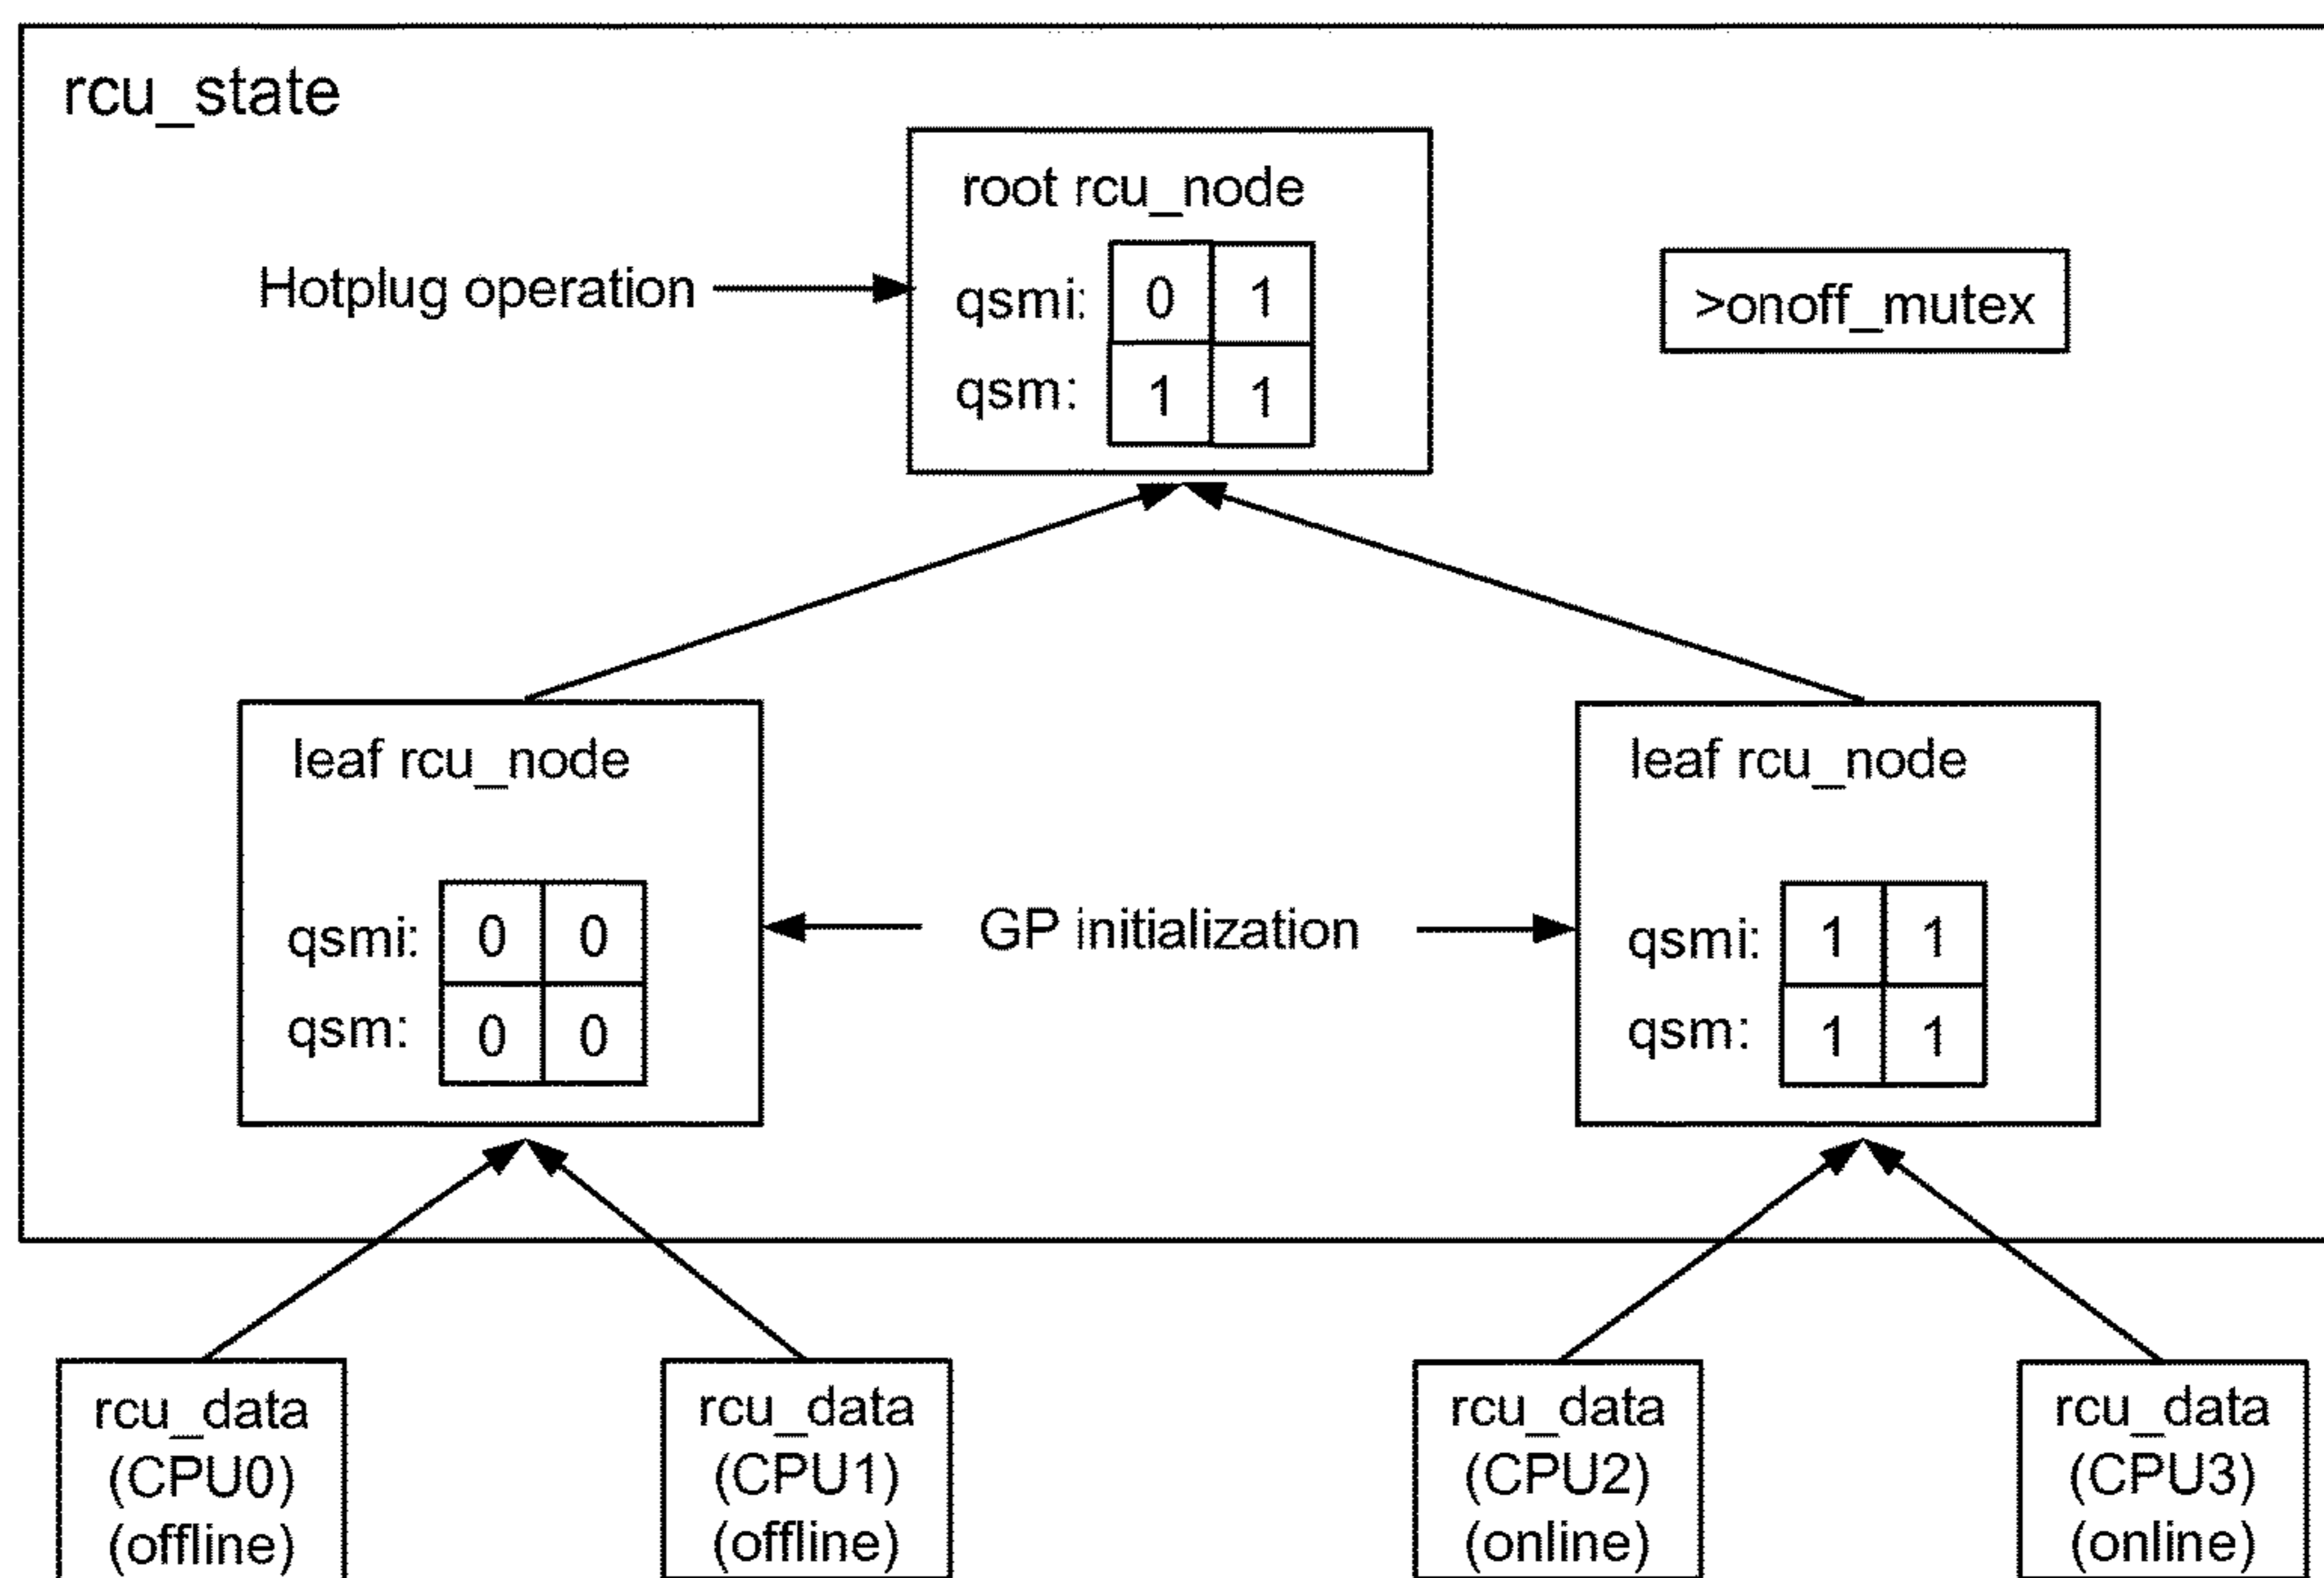 rcu_state
root rcu_node
Hotplug operation
qsmi: 0 1
qsm: 1 1
>onoff_mutex
leaf rcu_node
qsmi: 0 0
qsm: 0 0
GP initialization
leaf rcu_node
qsmi: 1 1
qsm: 1 1
rcu_data
(CPU0)
(offline)
rcu_data
(CPU1)
(offline)
rcu_data
(CPU2)
(online)
rcu_data
(CPU3)
(online)